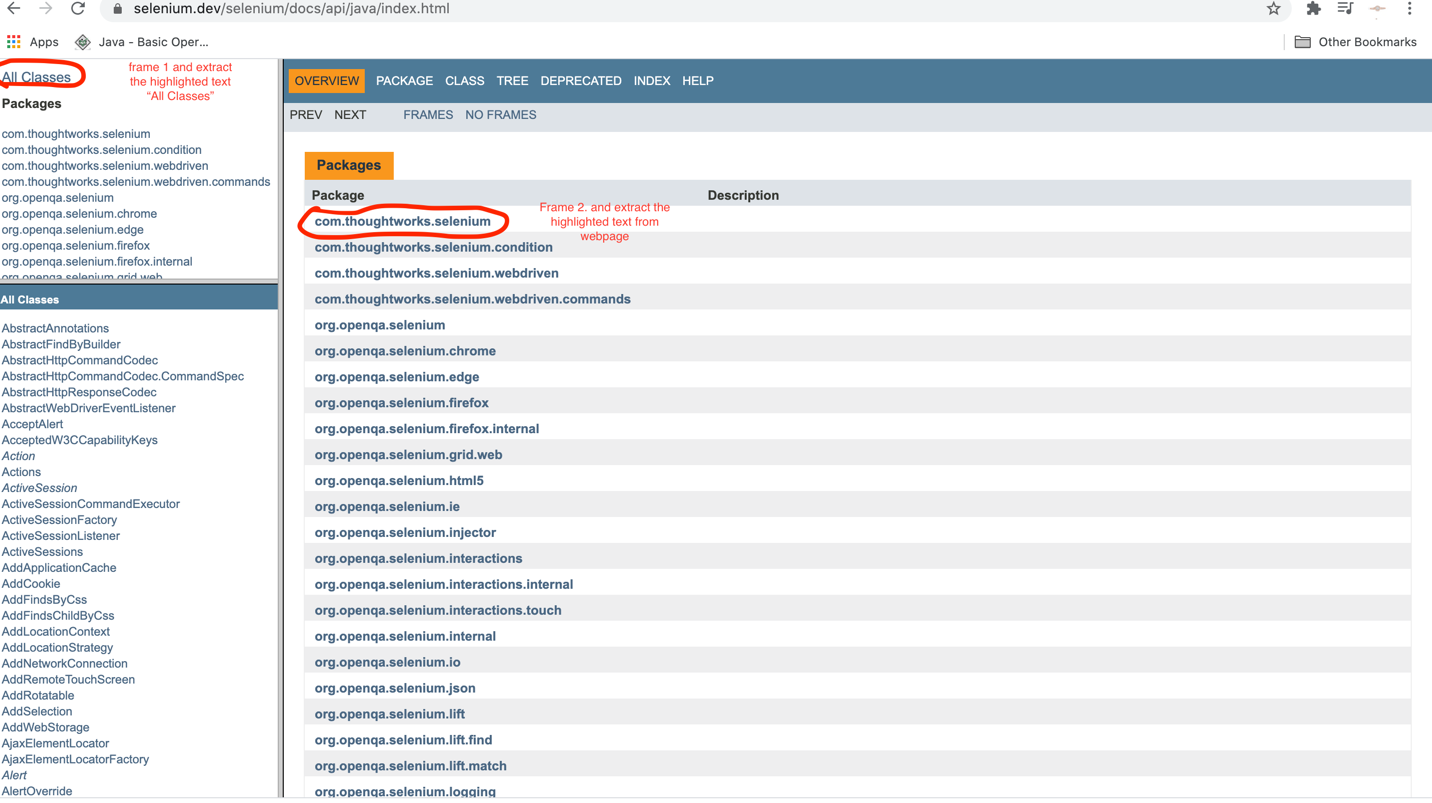 selenium.dev/selenium/docs/api/java/index.html
Apps
Java - Basic Oper...
Other Bookmarks
All Classes
frame 1 and extract
the highlighted text
“All Classes”
Packages
com.thoughtworks.selenium
com.thoughtworks.selenium.condition
com.thoughtworks.selenium.webdriven
com.thoughtworks.selenium.webdriven.commands
org.openqa.selenium
org.openqa.selenium.chrome
org.openqa.selenium.edge
org.openqa.selenium.firefox
org.openqa.selenium.firefox.internal
org.openqa.selenium.grid.web
All Classes
AbstractAnnotations
AbstractFindByBuilder
AbstractHttpCommandCodec
AbstractHttpCommandCodec.CommandSpec
AbstractHttpResponseCodec
AbstractWebDriverEventListener
AcceptAlert
AcceptedW3CCapabilityKeys
Action
Actions
ActiveSession
ActiveSessionCommandExecutor
ActiveSessionFactory
ActiveSessionListener
ActiveSessions
AddApplicationCache
AddCookie
AddFindsByCss
AddFindsChildByCss
AddLocationContext
AddLocationStrategy
AddNetworkConnection
AddRemoteTouchScreen
AddRotatable
AddSelection
AddWebStorage
AjaxElementLocator
AjaxElementLocatorFactory
Alert
AlertOverride
OVERVIEW PACKAGE CLASS TREE DEPRECATED INDEX HELP
PREV NEXT FRAMES NO FRAMES
Packages
Package Description
com.thoughtworks.selenium
Frame 2. and extract the
highlighted text from
webpage
com.thoughtworks.selenium.condition
com.thoughtworks.selenium.webdriven
com.thoughtworks.selenium.webdriven.commands
org.openqa.selenium
org.openqa.selenium.chrome
org.openqa.selenium.edge
org.openqa.selenium.firefox
org.openqa.selenium.firefox.internal
org.openqa.selenium.grid.web
org.openqa.selenium.html5
org.openqa.selenium.ie
org.openqa.selenium.injector
org.openqa.selenium.interactions
org.openqa.selenium.interactions.internal
org.openqa.selenium.interactions.touch
org.openqa.selenium.internal
org.openqa.selenium.io
org.openqa.selenium.json
org.openqa.selenium.lift
org.openqa.selenium.lift.find
org.openqa.selenium.lift.match
org.openqa.selenium.logging